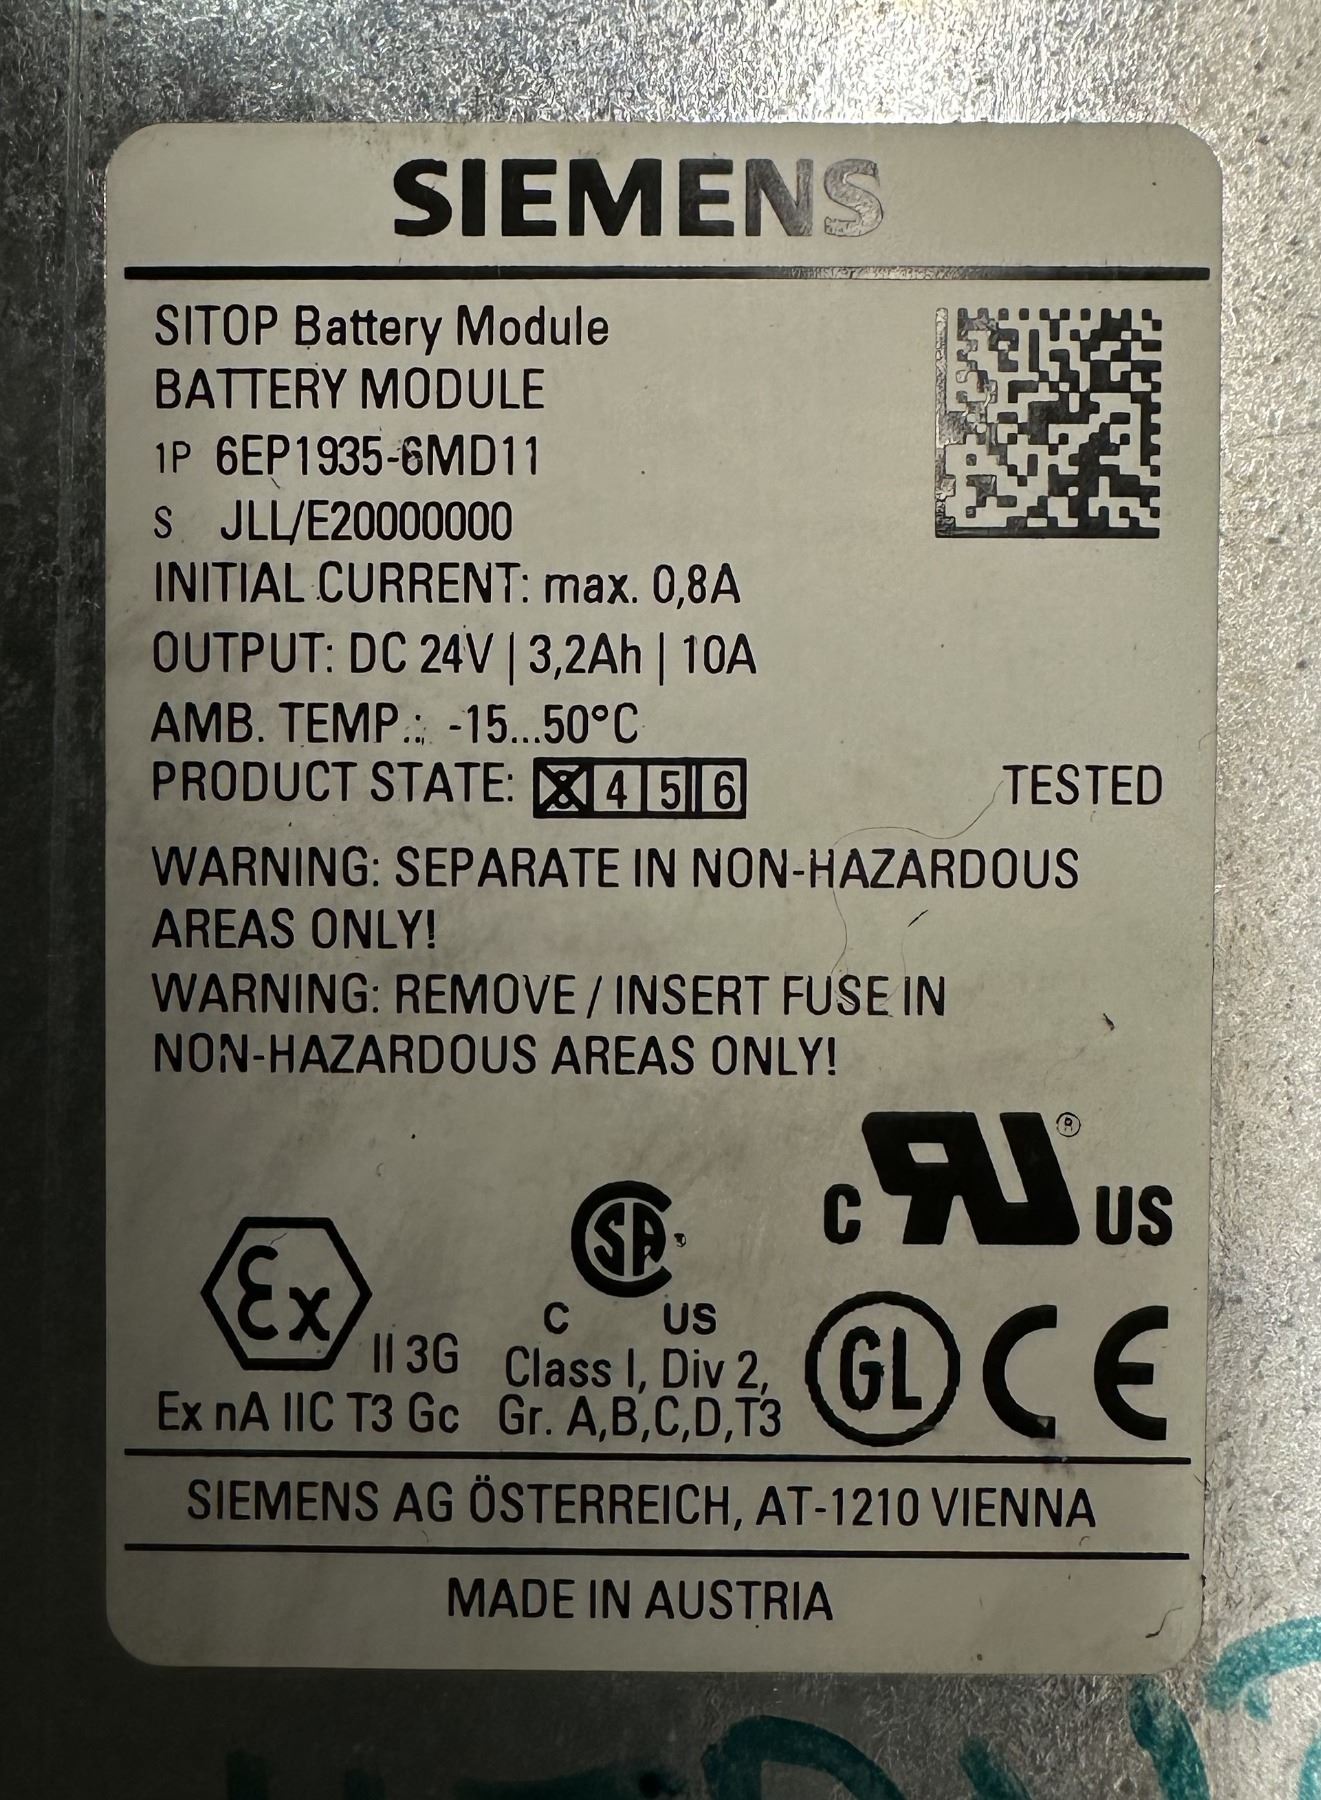 SIEMENS
SITOP Battery Module
BATTERY MODULE
1P 6EP1935-6MD11
S JLL/E20000000
INITIAL CURRENT: max. 0,8A
OUTPUT: DC 24V | 3,2Ah | 10A
AMB. TEMP.: -15...50°C
PRODUCT STATE: 4 5 6 TESTED
WARNING: SEPARATE IN NON-HAZARDOUS
AREAS ONLY!
WARNING: REMOVE / INSERT FUSE IN
NON-HAZARDOUS AREAS ONLY!
C RU ® US
Ex II 3G
Ex nA IIC T3 Gc
SA
C US
Class I, Div 2,
Gr. A,B,C,D,T3
GL CE
SIEMENS AG ÖSTERREICH, AT-1210 VIENNA
MADE IN AUSTRIA